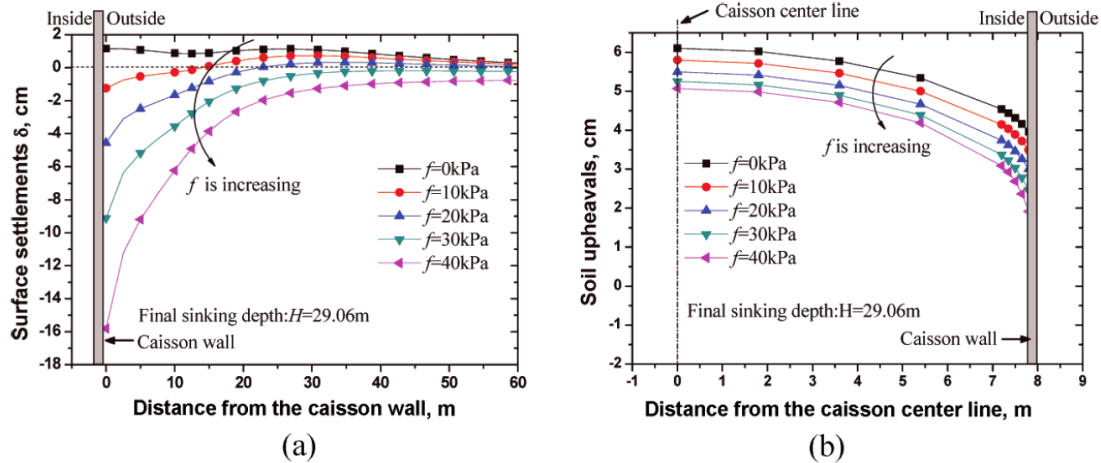 Inside Outside
2
0
-2
-4
-6
-8
-10
-12
-14
-16
-18
Surface settlements δ, cm
f is increasing
f=0kPa
f=10kPa
f=20kPa
f=30kPa
f=40kPa
Final sinking depth:H=29.06m
Caisson wall
0 10 20 30 40 50 60
Distance from the caisson wall, m
(a)
Caisson center line
Inside Outside
6
5
4
3
2
1
0
-1
-2
Soil upheavals, cm
f is increasing
f=0kPa
f=10kPa
f=20kPa
f=30kPa
f=40kPa
Final sinking depth:H=29.06m
Caisson wall
-1 0 1 2 3 4 5 6 7 8 9
Distance from the caisson center line, m
(b)